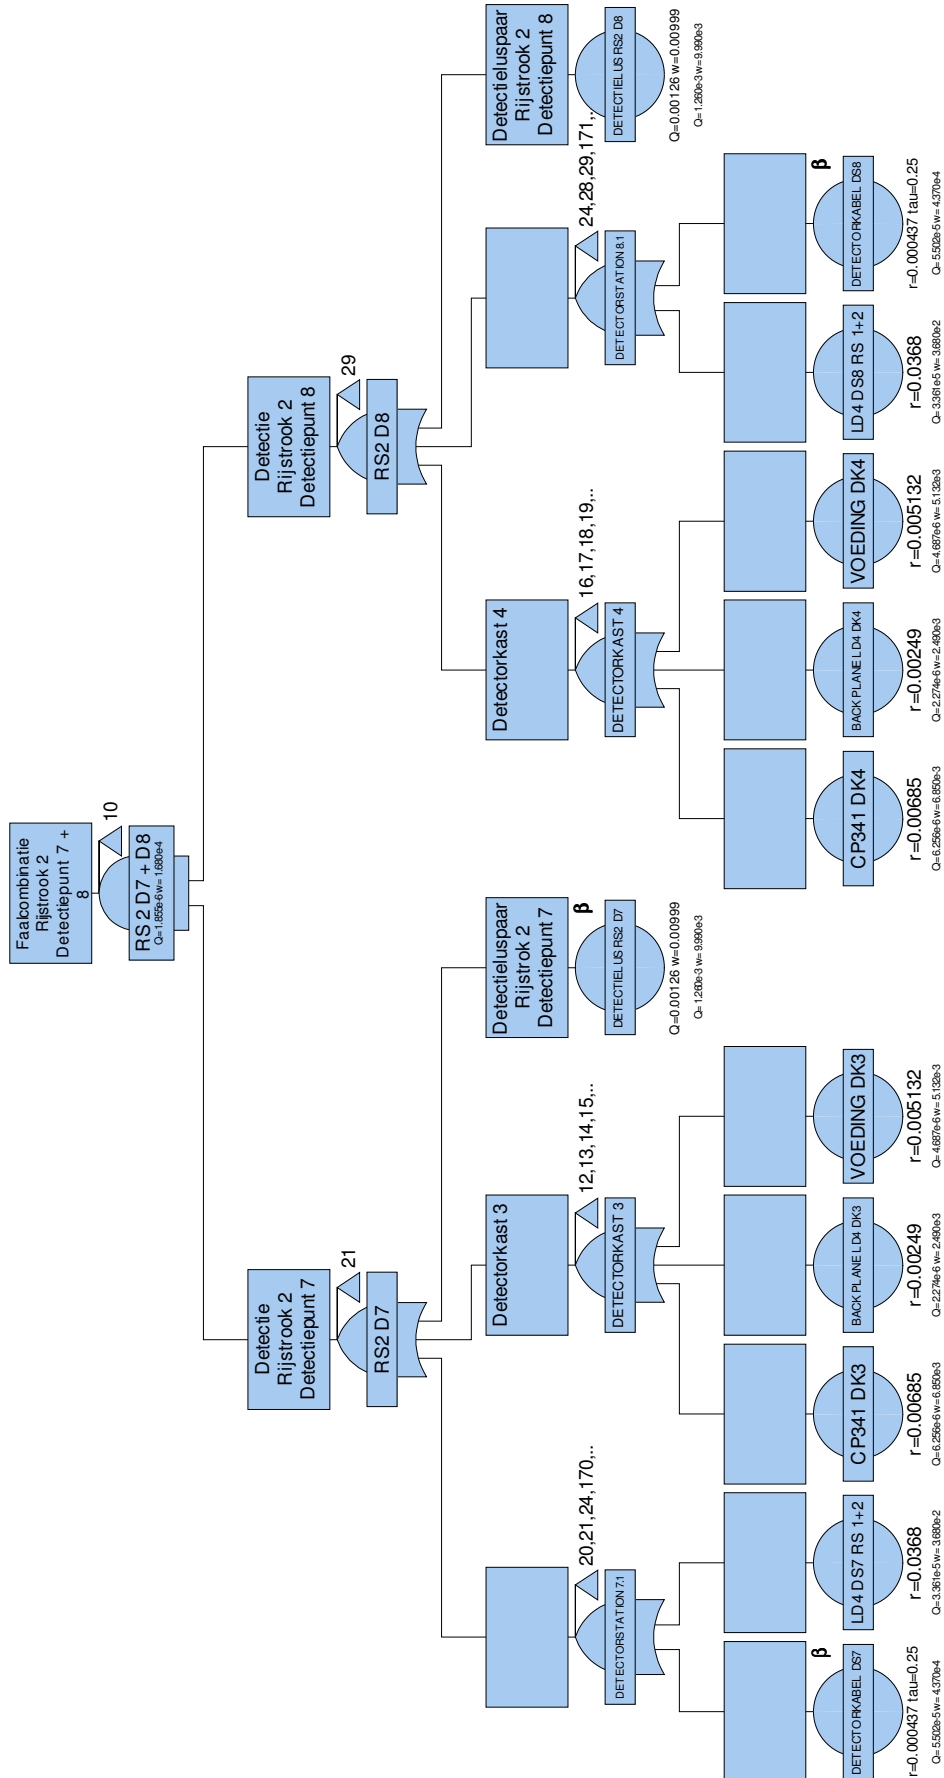 Faalcombinatie
Rijstrook 2
Detectiepunt 7 +
8
10
RS 2 D7 + D8
Q=1.855e-6 w=1.680e-4
Detectie
Rijstrook 2
Detectiepunt 7
21
RS2 D7
Detectie
Rijstrook 2
Detectiepunt 8
29
RS2 D8
20,21,24,170,..
DETECTORSTATION 7.1
Detectorkast 3
12,13,14,15,..
DETECTORKAST 3
Detectieluspaar
Rijstrok 2
Detectiepunt 7
β
DETECTIELUS RS2 D7
Q=0.00126 w=0.00999
Q=1.260e-3 w=9.990e-3
Detectorkast 4
16,17,18,19,..
DETECTORKAST 4
24,28,29,171,..
DETECTORSTATION 8.1
Detectieluspaar
Rijstrook 2
Detectiepunt 8
DETECTIELUS RS2 D8
Q=0.00126 w=0.00999
Q=1.260e-3 w=9.990e-3
β
DETECTORKABEL DS7
r=0.000437 tau=0.25
Q=5.502e-5 w=4.370e-4
LD4 DS7 RS 1+2
r=0.0368
Q=3.361e-5 w=3.680e-2
CP341 DK3
r=0.00685
Q=6.256e-6 w=6.850e-3
BACK PLANE LD4 DK3
r=0.00249
Q=2.274e-6 w=2.490e-3
VOEDING DK3
r=0.005132
Q=4.687e-6 w=5.132e-3
CP341 DK4
r=0.00685
Q=6.256e-6 w=6.850e-3
BACK PLANE LD4 DK4
r=0.00249
Q=2.274e-6 w=2.490e-3
VOEDING DK4
r=0.005132
Q=4.687e-6 w=5.132e-3
LD4 DS8 RS 1+2
r=0.0368
Q=3.361e-5 w=3.680e-2
β
DETECTORKABEL DS8
r=0.000437 tau=0.25
Q=5.502e-5 w=4.370e-4